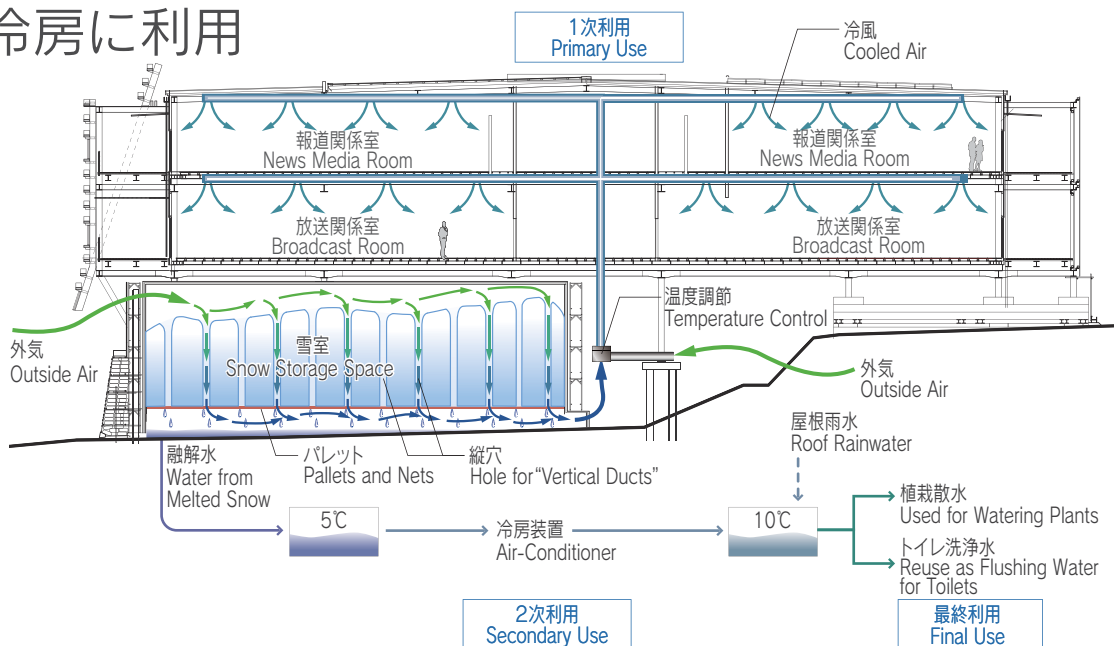 冷房に利用
1次利用
Primary Use
冷風
Cooled Air
報道関係室
News Media Room
報道関係室
News Media Room
放送関係室
Broadcast Room
放送関係室
Broadcast Room
温度調節
Temperature Control
外気
Outside Air
雪室
Snow Storage Space
外気
Outside Air
融解水
Water from
Melted Snow
パレット
Pallets and Nets
縦穴
Hole for“Vertical Ducts”
屋根雨水
Roof Rainwater
5℃
冷房装置
Air-Conditioner
10℃
植栽散水
Used for Watering Plants
トイレ洗浄水
Reuse as Flushing Water
for Toilets
2次利用
Secondary Use
最終利用
Final Use